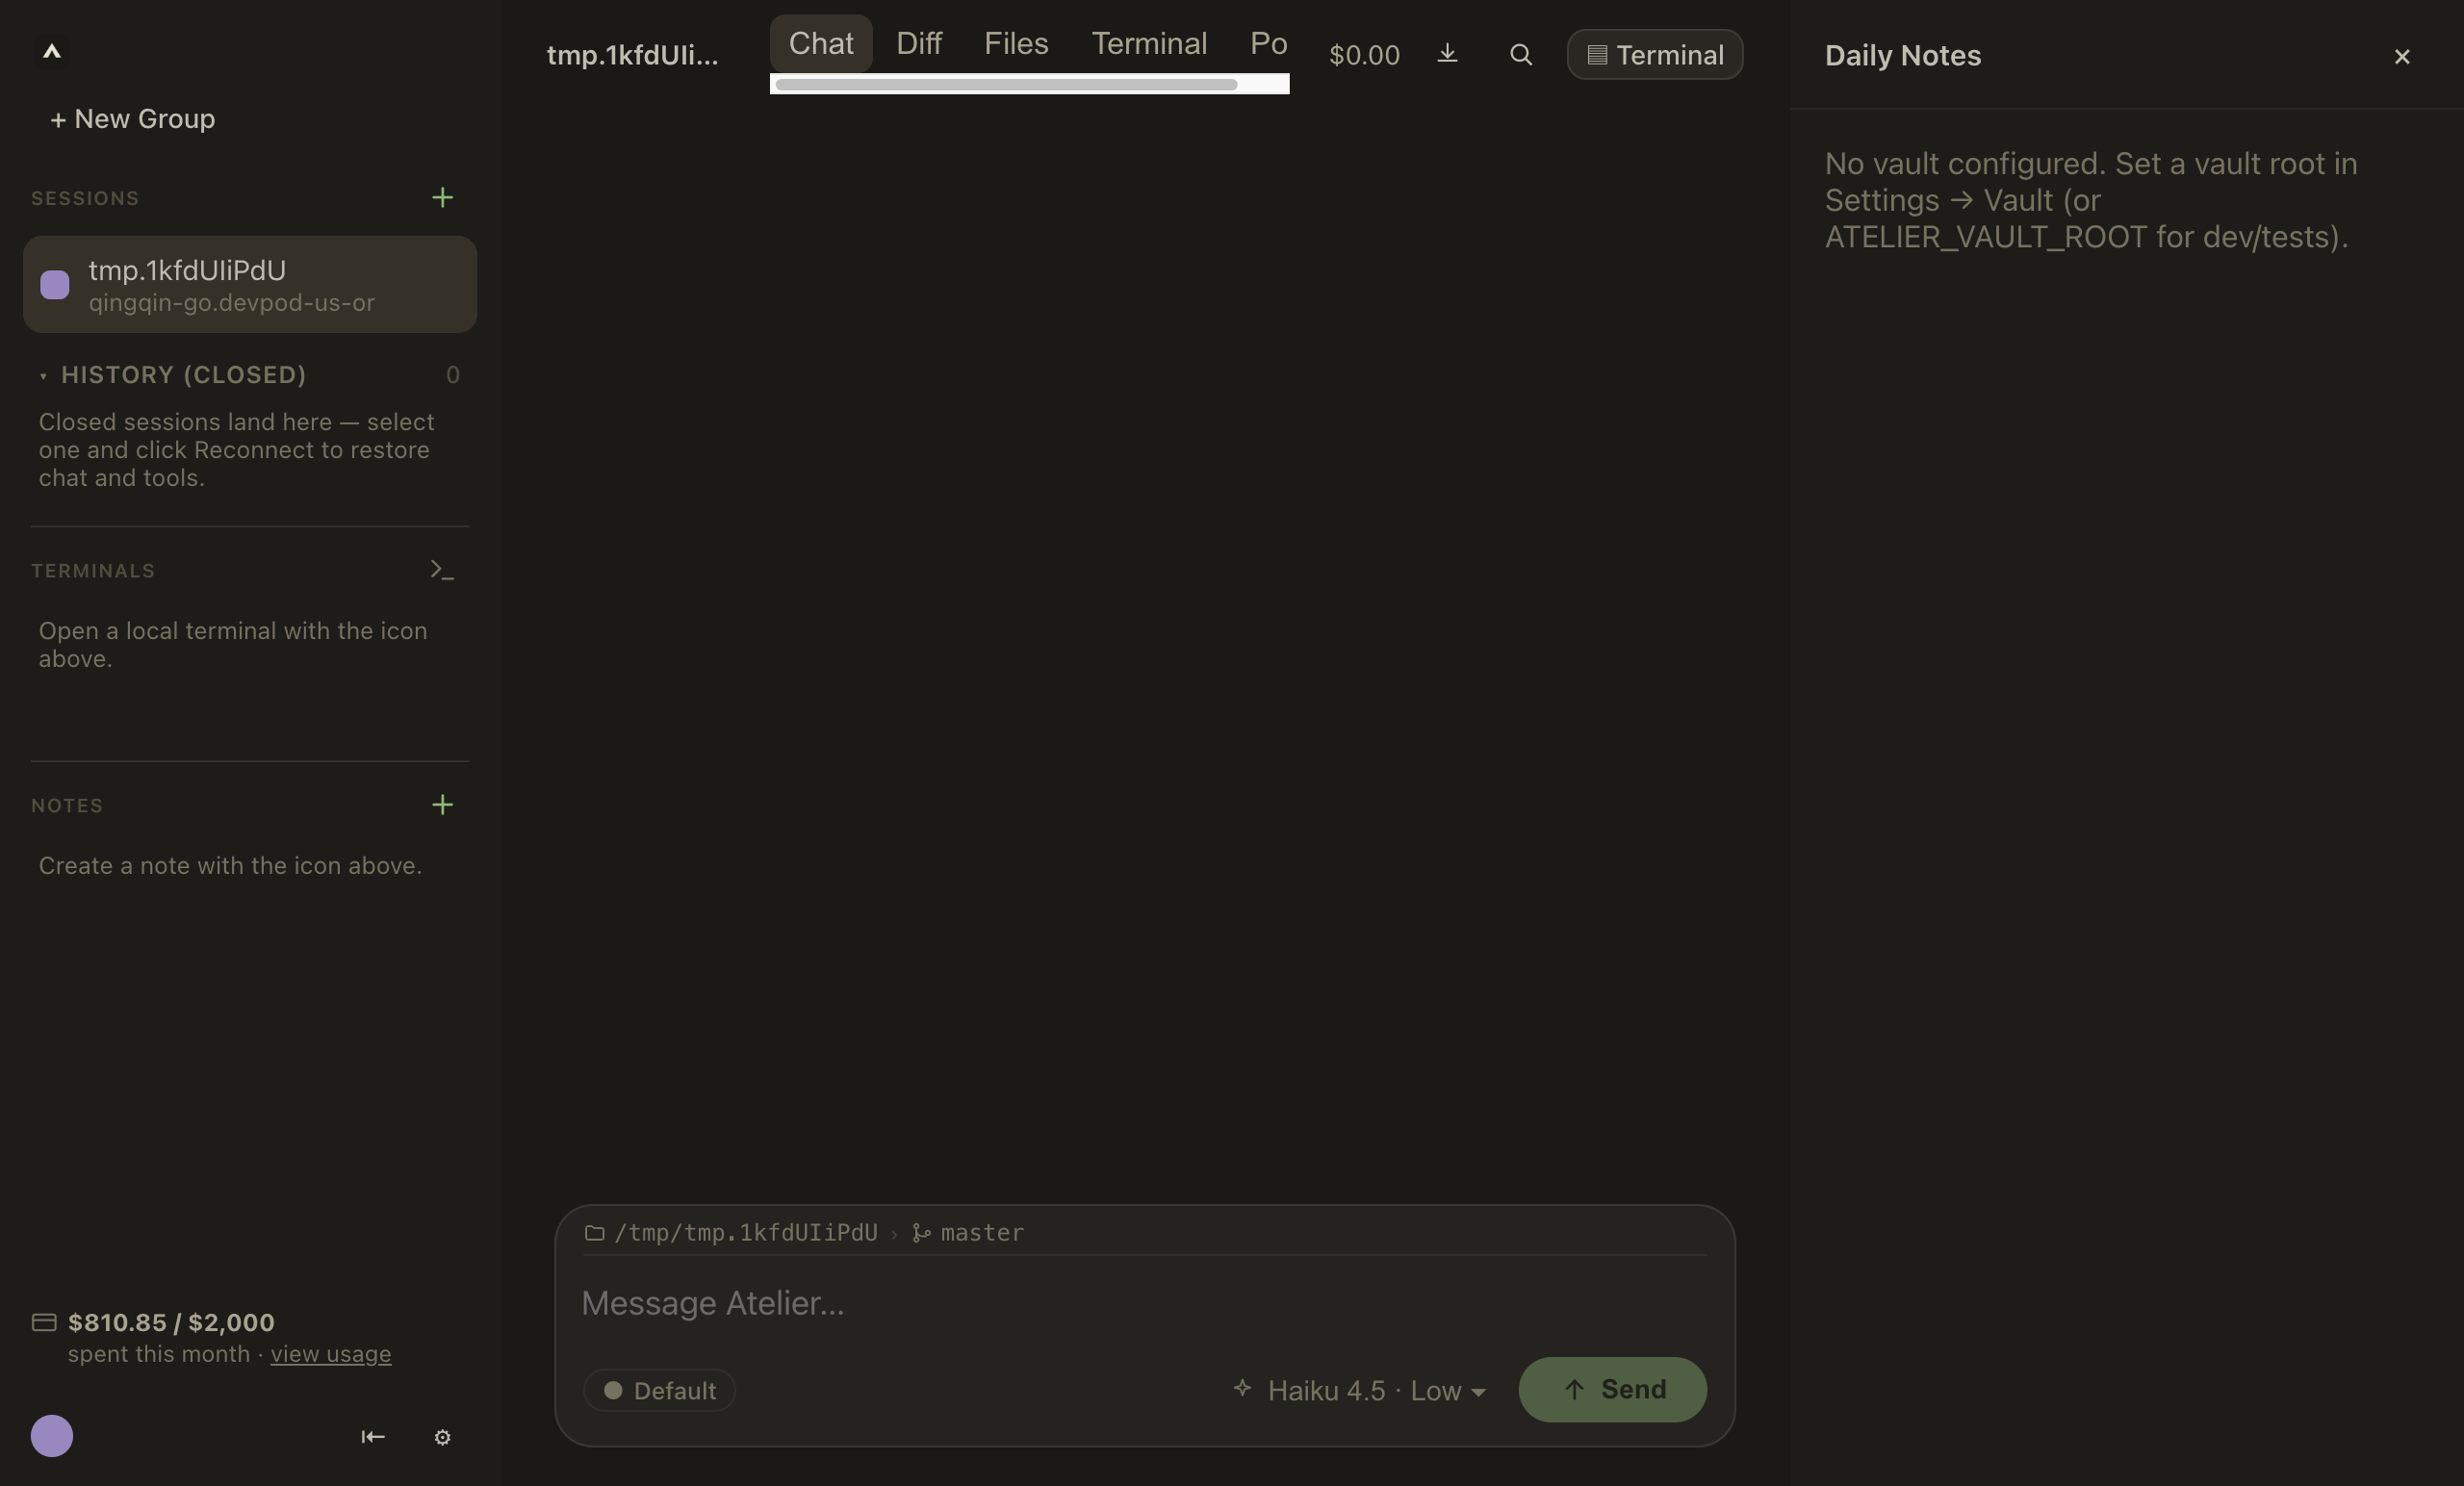 + New Group
SESSIONS
tmp.1kfdUIiPdU
qingqin-go.devpod-us-or
HISTORY (CLOSED) 0
Closed sessions land here — select
one and click Reconnect to restore
chat and tools.
TERMINALS
Open a local terminal with the icon
above.
NOTES
Create a note with the icon above.
$810.85 / $2,000
spent this month · view usage
tmp.1kfdUIi... Chat Diff Files Terminal Po $0.00 Terminal
/tmp/tmp.1kfdUIiPdU › master
Message Atelier...
Default Haiku 4.5 · Low Send
Daily Notes
No vault configured. Set a vault root in
Settings → Vault (or
ATELIER_VAULT_ROOT for dev/tests).